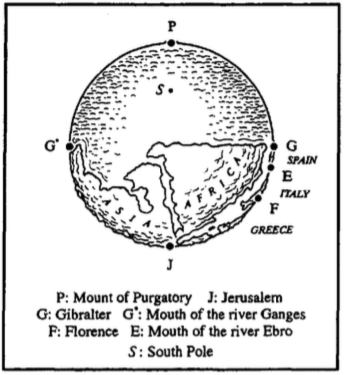 P
S
G*
G
SPAIN
E
ITALY
AFRICA
ASIA
F
GREECE
J
P: Mount of Purgatory J: Jerusalem
G: Gibralter G*: Mouth of the river Ganges
F: Florence E: Mouth of the river Ebro
S: South Pole